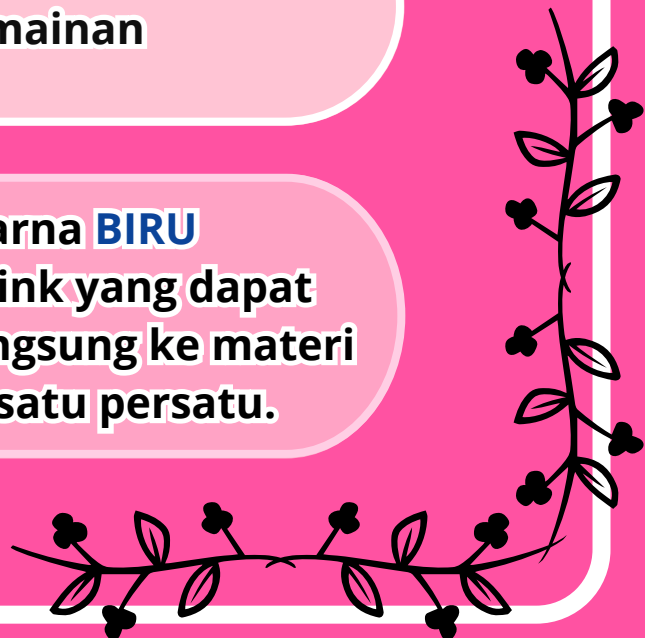 mainan
arna BIRU
ink yang dapat
ngsung ke materi
satu persatu.